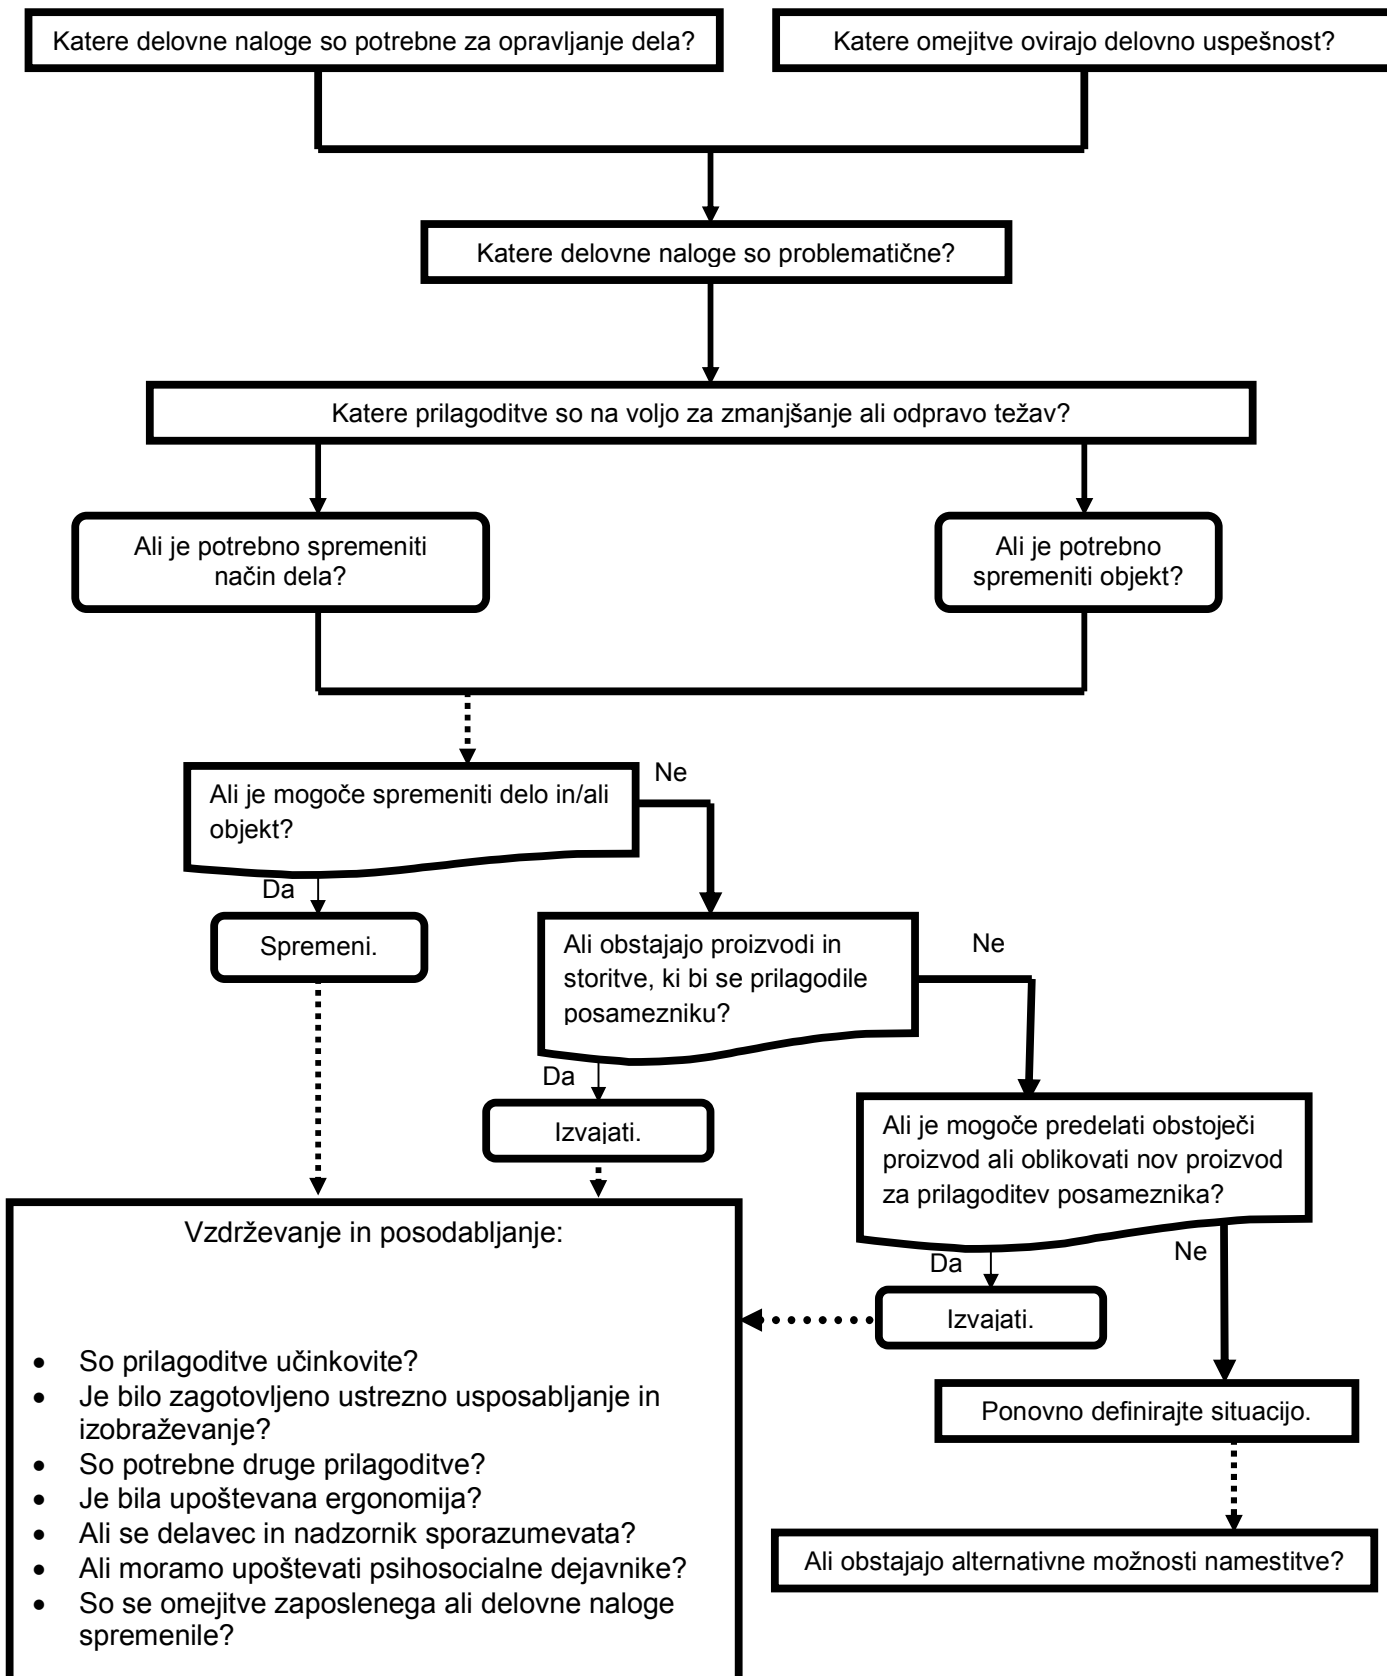 Katere delovne naloge so potrebne za opravljanje dela?
Katere omejitve ovirajo delovno uspešnost?
Katere delovne naloge so problematične?
Katere prilagoditve so na voljo za zmanjšanje ali odpravo težav?
Ali je potrebno spremeniti
način dela?
Ali je potrebno
spremeniti objekt?
Ali je mogoče spremeniti delo in/ali
objekt?
Ne
Da
Spremeni.
Ali obstajajo proizvodi in
storitve, ki bi se prilagodile
posamezniku?
Ne
Da
Izvajati.
Ali je mogoče predelati obstoječi
proizvod ali oblikovati nov proizvod
za prilagoditev posameznika?
Da
Ne
Izvajati.
Ponovno definirajte situacijo.
Ali obstajajo alternativne možnosti namestitve?
Vzdrževanje in posodabljanje:
• So prilagoditve učinkovite?
• Je bilo zagotovljeno ustrezno usposabljanje in
izobraževanje?
• So potrebne druge prilagoditve?
• Je bila upoštevana ergonomija?
• Ali se delavec in nadzornik sporazumevata?
• Ali moramo upoštevati psihosocialne dejavnike?
• So se omejitve zaposlenega ali delovne naloge
spremenile?